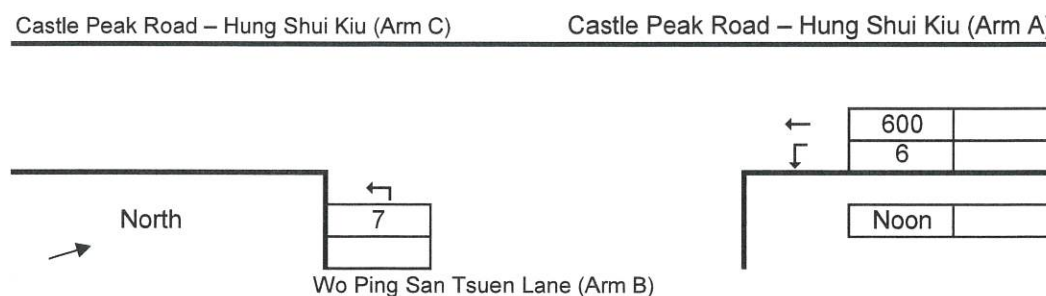 Castle Peak Road – Hung Shui Kiu (Arm C)
Castle Peak Road – Hung Shui Kiu (Arm A)
600
6
North
7
Noon
Wo Ping San Tsuen Lane (Arm B)